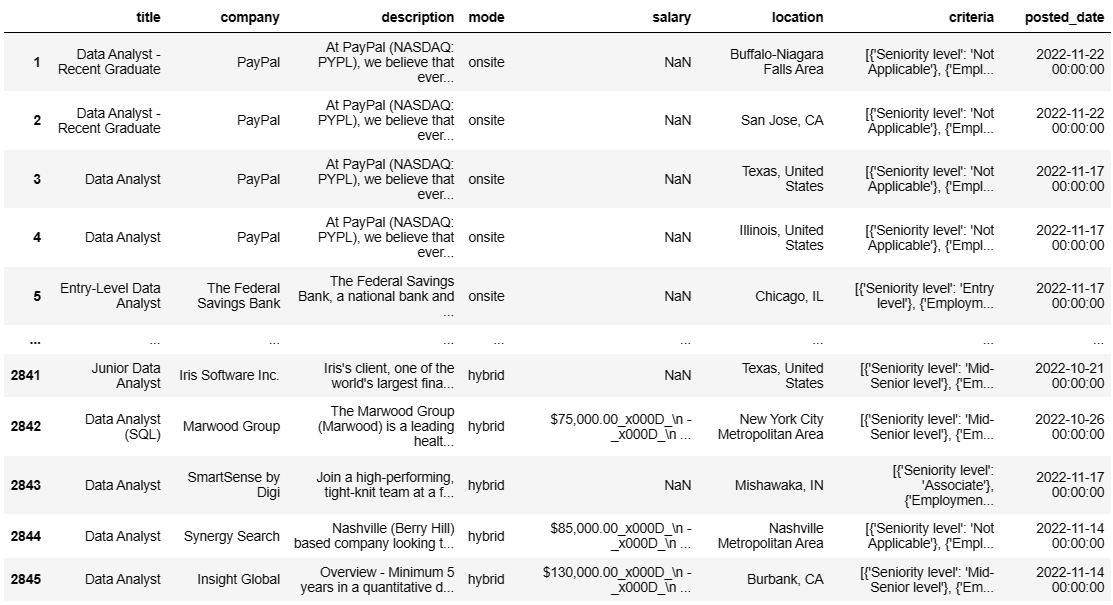 title company description mode salary location criteria posted_date
At PayPal (NASDAQ:
Data Analyst - Buffalo-Niagara [{'Seniority level': 'Not 2022-11-22
1 PayPal PYPL), we believe that onsite NaN
Recent Graduate Falls Area Applicable'}, {'Empl... 00:00:00
ever...
At PayPal (NASDAQ:
Data Analyst - [{'Seniority level': 'Not 2022-11-22
2 PayPal PYPL), we believe that onsite NaN San Jose, CA
Recent Graduate Applicable'}, {'Empl... 00:00:00
ever...
At PayPal (NASDAQ:
Texas, United [{'Seniority level': 'Not 2022-11-17
3 Data Analyst PayPal PYPL), we believe that onsite NaN
States Applicable'}, {'Empl... 00:00:00
ever...
At PayPal (NASDAQ:
Illinois, United [{'Seniority level': 'Not 2022-11-17
4 Data Analyst PayPal PYPL), we believe that onsite NaN
States Applicable'}, {'Empl... 00:00:00
ever...
The Federal Savings
Entry-Level Data The Federal [{'Seniority level': 'Entry 2022-11-17
5 Bank, a national bank and onsite NaN Chicago, IL
Analyst Savings Bank level'}, {'Employm... 00:00:00
...
... ... ... ... ... ... ... ... ...
Junior Data Iris's client, one of the Texas, United [{'Seniority level': 'Mid- 2022-10-21
2841 Iris Software Inc. hybrid NaN
Analyst world's largest fina... States Senior level'}, {'Em... 00:00:00
The Marwood Group
Data Analyst $75,000.00_x000D_\n - New York City [{'Seniority level': 'Mid- 2022-10-26
2842 Marwood Group (Marwood) is a leading hybrid
(SQL) _x000D_\n ... Metropolitan Area Senior level'}, {'Em... 00:00:00
healt...
[{'Seniority level':
SmartSense by Join a high-performing, 2022-11-17
2843 Data Analyst hybrid NaN Mishawaka, IN 'Associate'},
Digi tight-knit team at a f... 00:00:00
{'Employmen...
Nashville (Berry Hill) $85,000.00_x000D_\n - Nashville [{'Seniority level': 'Not 2022-11-14
2844 Data Analyst Synergy Search hybrid
based company looking t... _x000D_\n ... Metropolitan Area Applicable'}, {'Empl... 00:00:00
Overview - Minimum 5 $130,000.00_x000D_\n - [{'Seniority level': 'Mid- 2022-11-14
2845 Data Analyst Insight Global hybrid Burbank, CA
years in a quantitative d... _x000D_\n ... Senior level'}, {'Em... 00:00:00